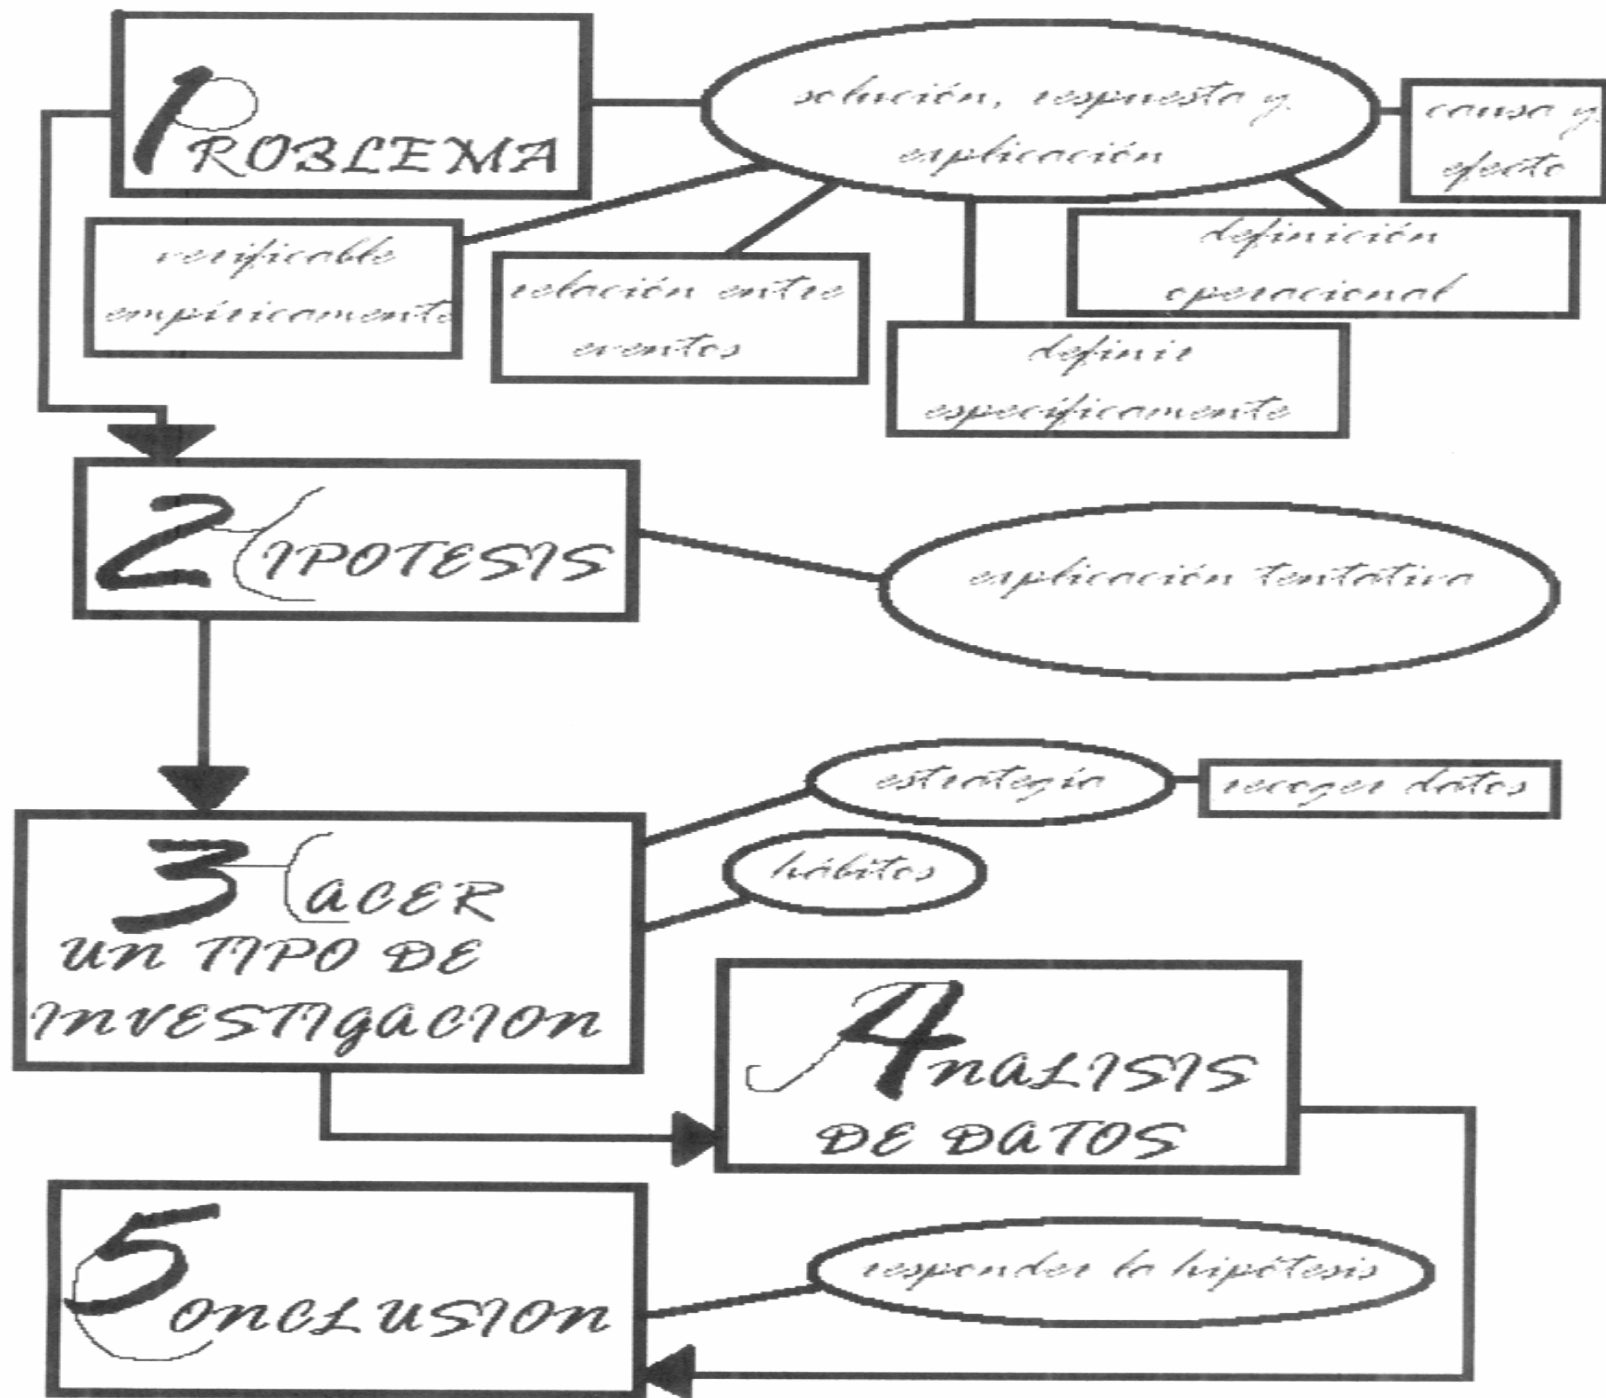 1 PROBLEMA
solución, respuesta y
explicación
causa y
efecto
verificable
empíricamente
relación entre
eventos
definir
específicamente
definición
operacional
2 HIPOTESIS
explicación tentativa
3 HACER
UN TIPO DE
INVESTIGACION
estrategia
recoger datos
hábitos
4 ANALISIS
DE DATOS
5 CONCLUSION
responder la hipótesis